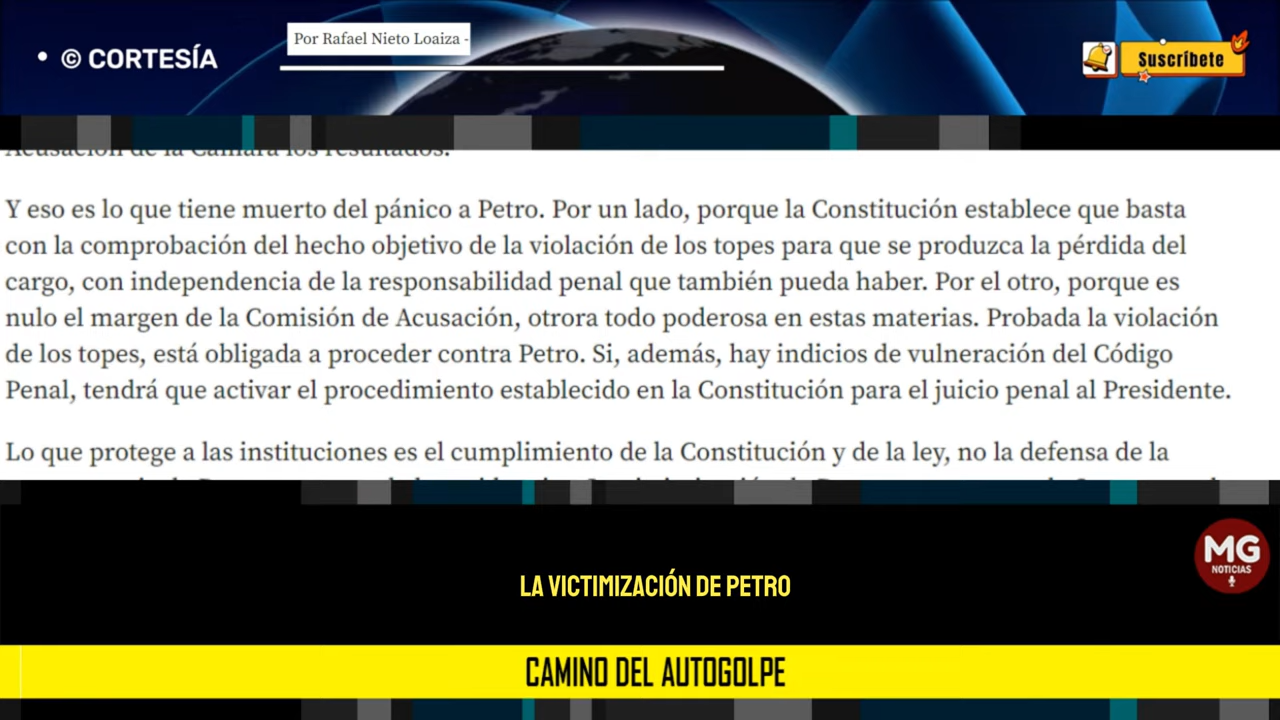 • © CORTESÍA
Por Rafael Nieto Loaiza -
Suscríbete
Acusación de la Cámara los resultados.
Y eso es lo que tiene muerto del pánico a Petro. Por un lado, porque la Constitución establece que basta
con la comprobación del hecho objetivo de la violación de los topes para que se produzca la pérdida del
cargo, con independencia de la responsabilidad penal que también pueda haber. Por el otro, porque es
nulo el margen de la Comisión de Acusación, otrora todo poderosa en estas materias. Probada la violación
de los topes, está obligada a proceder contra Petro. Si, además, hay indicios de vulneración del Código
Penal, tendrá que activar el procedimiento establecido en la Constitución para el juicio penal al Presidente.
Lo que protege a las instituciones es el cumplimiento de la Constitución y de la ley, no la defensa de la
MG
NOTICIAS
LA VICTIMIZACIÓN DE PETRO
CAMINO DEL AUTOGOLPE